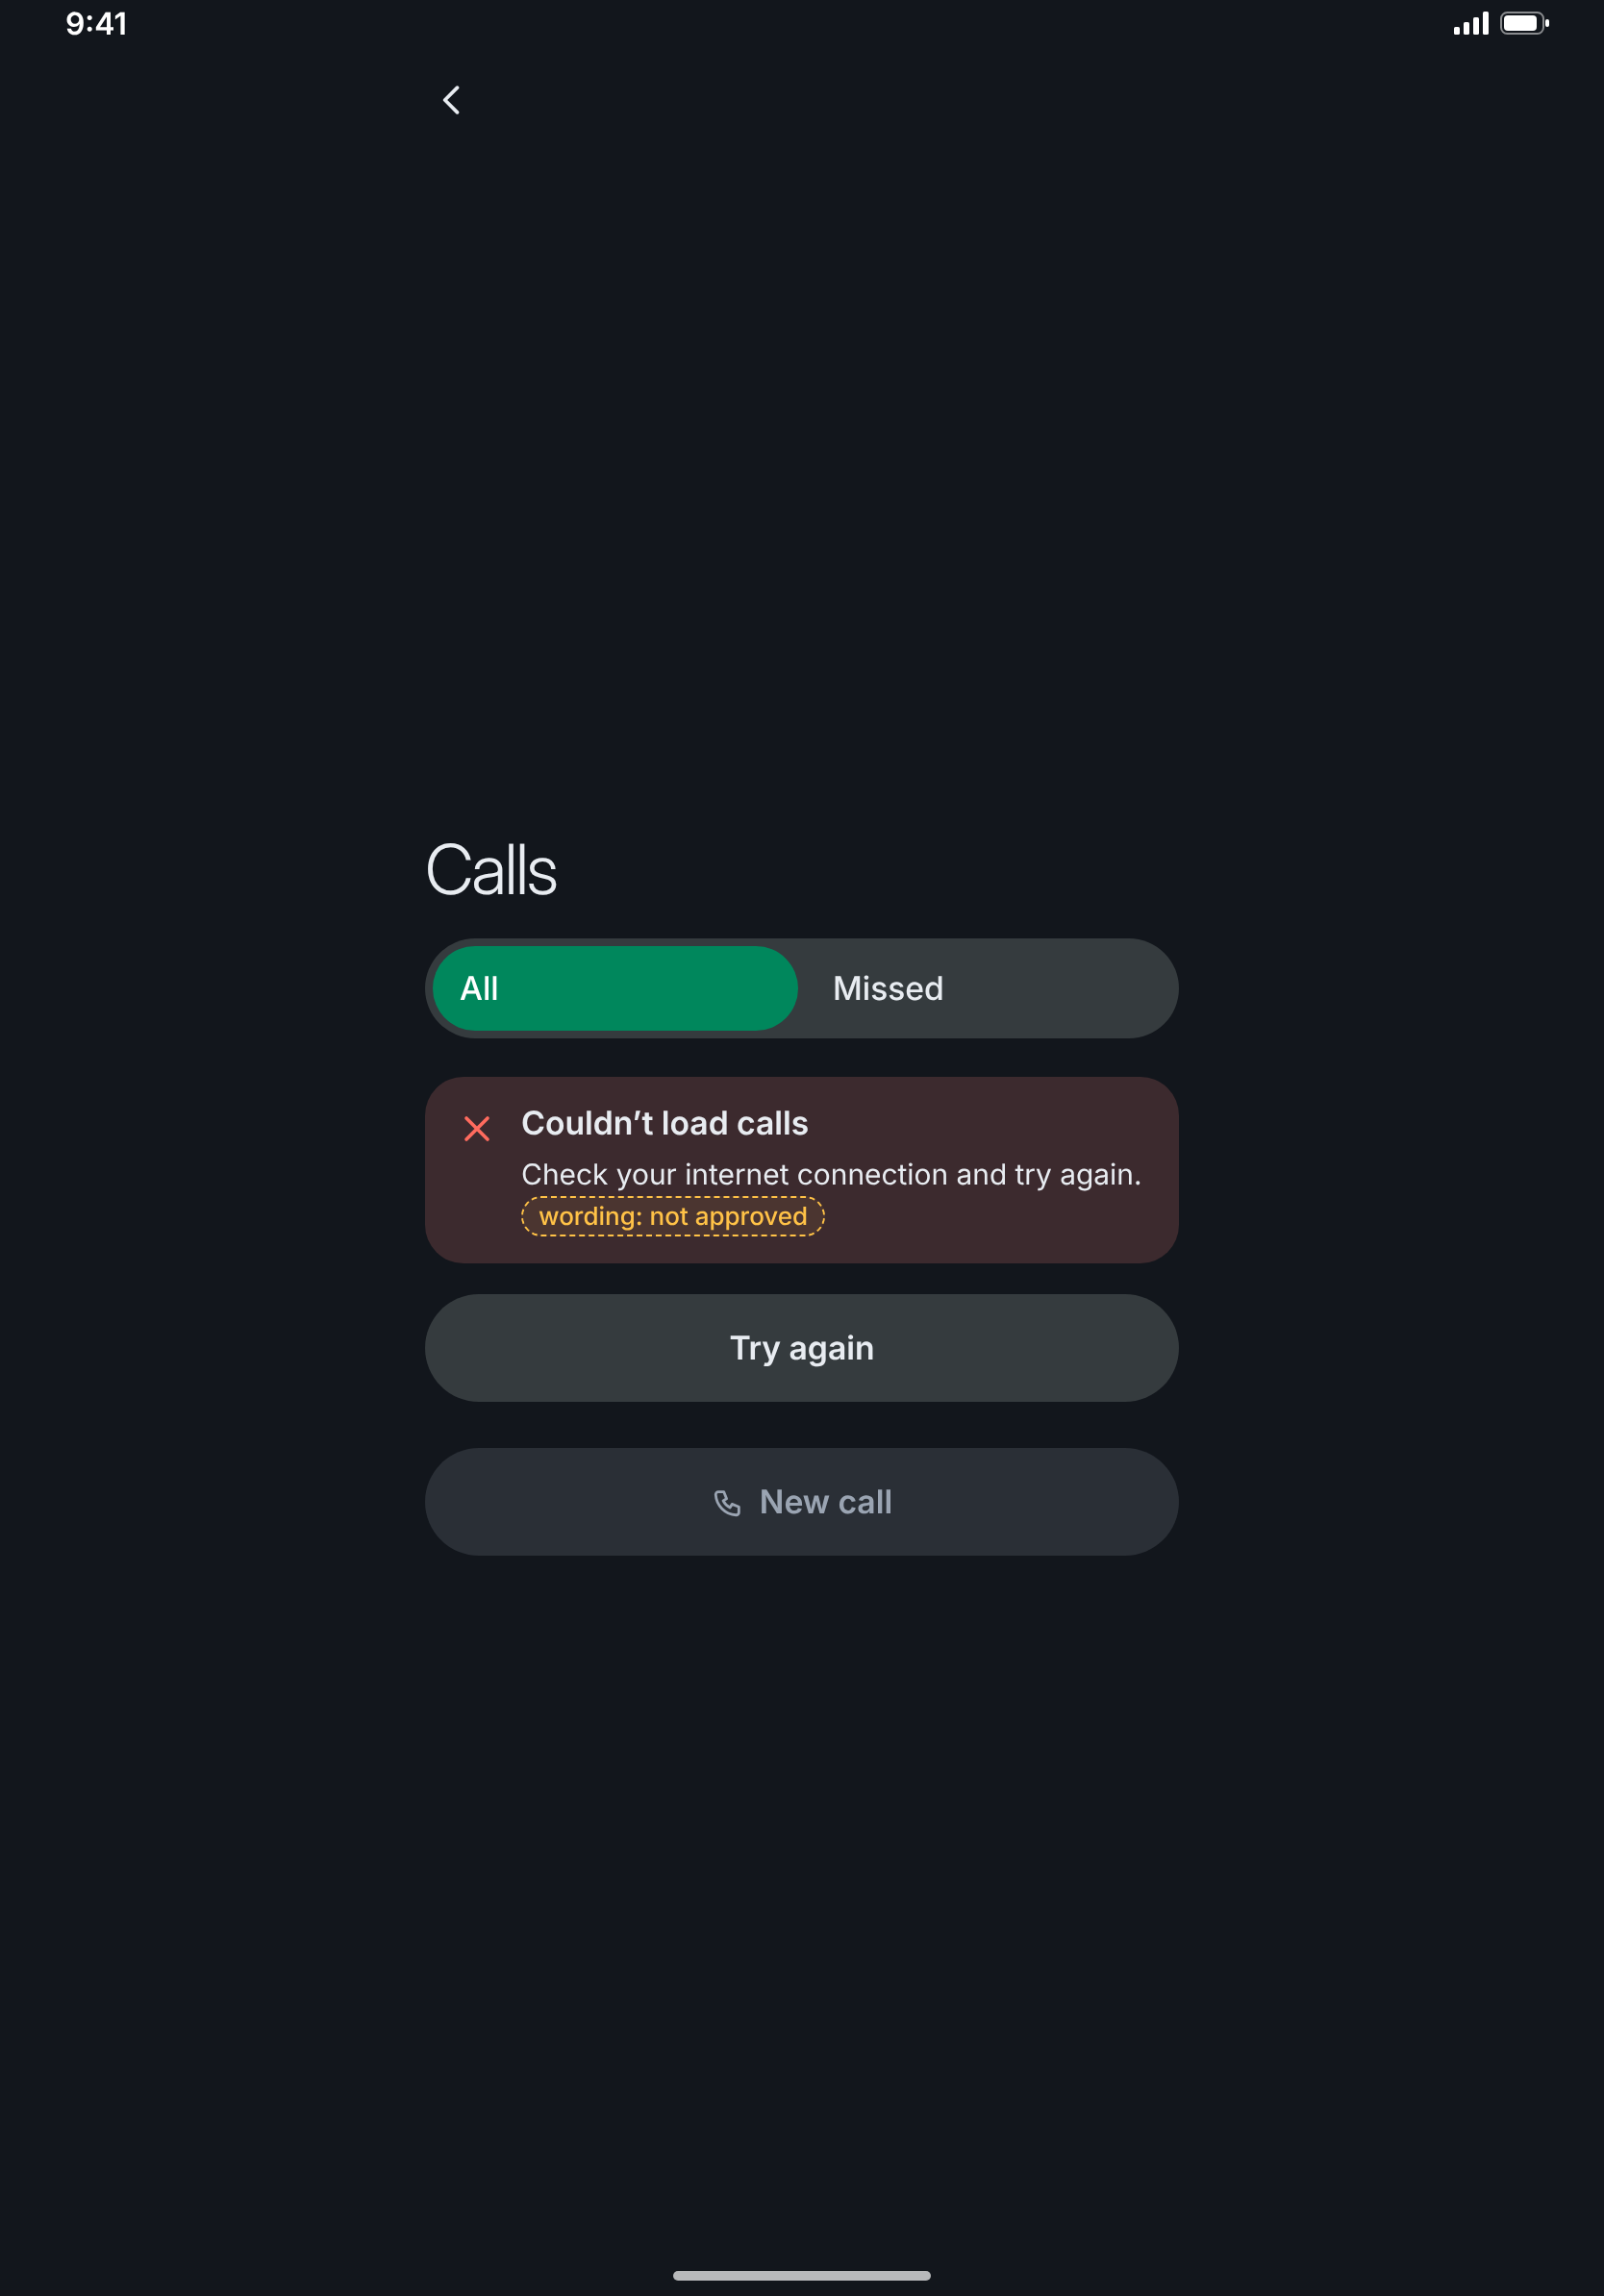 9:41
Calls
All
Missed
Couldn’t load calls
Check your internet connection and try again.
wording: not approved
Try again
New call